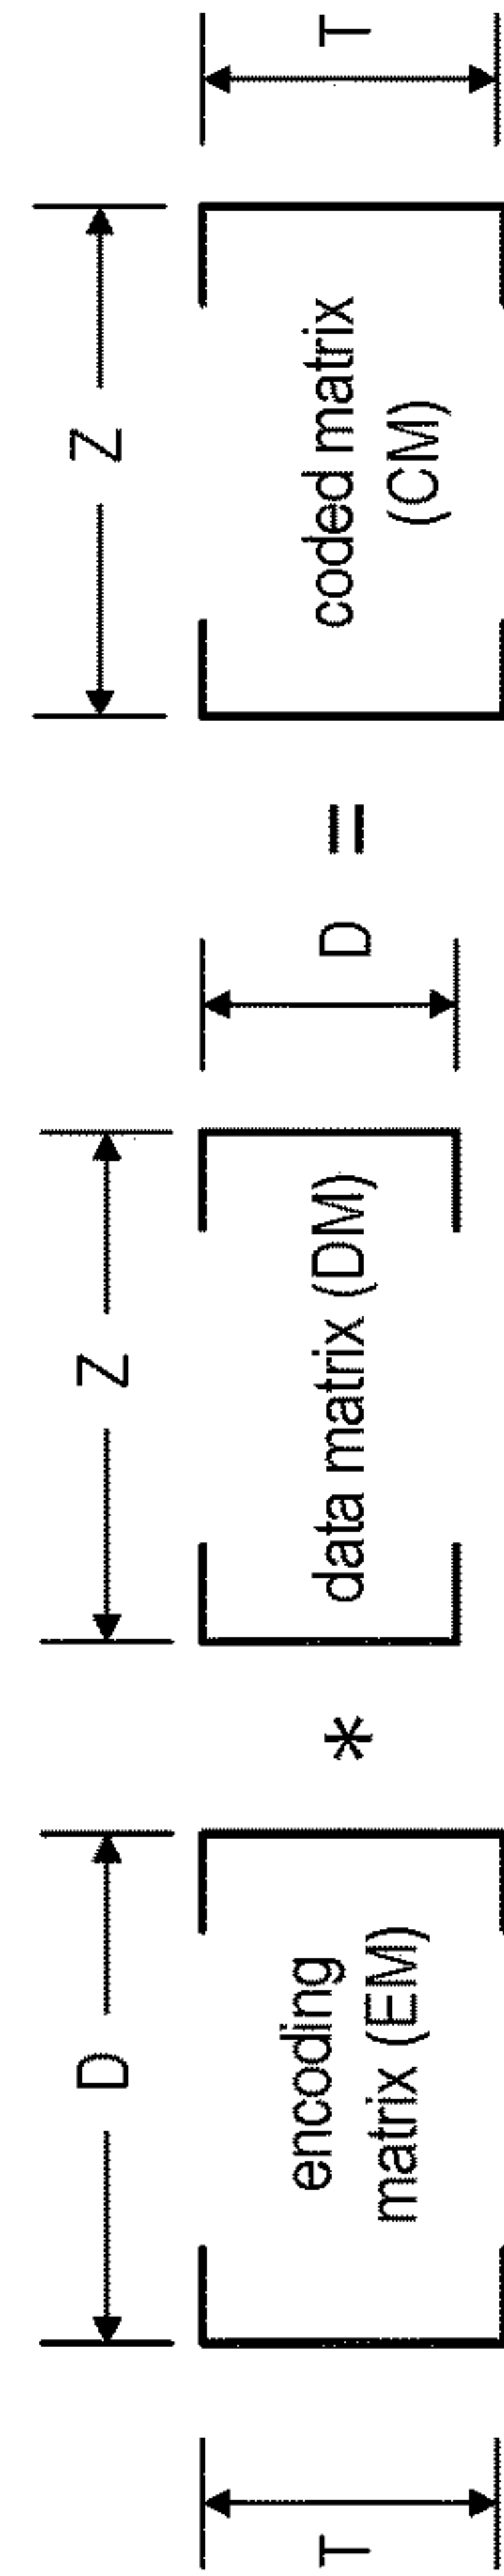 D
Z
Z
T
encoding
matrix (EM)
*
data matrix (DM)
D
=
coded matrix
(CM)
T